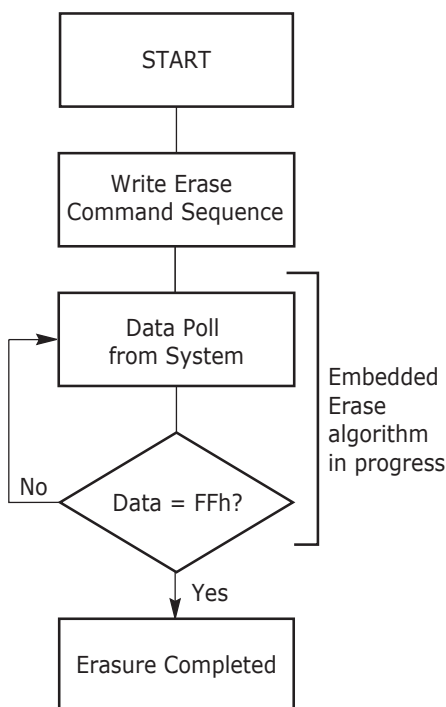 START
Write Erase
Command Sequence
Data Poll
from System
Embedded
Erase
algorithm
in progress
No
Data = FFh?
Yes
Erasure Completed